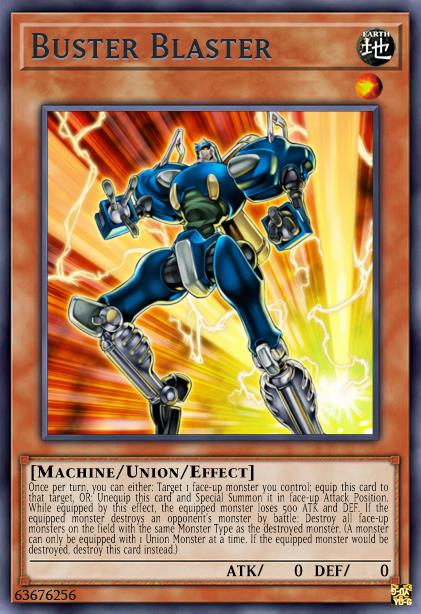 BUSTER BLASTER
EARTH
地
[MACHINE/UNION/EFFECT]
Once per turn, you can either: Target 1 face-up monster you control; equip this card to
that target, OR: Unequip this card and Special Summon it in face-up Attack Position.
While equipped by this effect, the equipped monster loses 500 ATK and DEF. If the
equipped monster destroys an opponent's monster by battle: Destroy all face-up
monsters on the field with the same Monster Type as the destroyed monster. (A monster
can only be equipped with 1 Union Monster at a time. If the equipped monster would be
destroyed, destroy this card instead.)
ATK/ 0 DEF/ 0
63676256